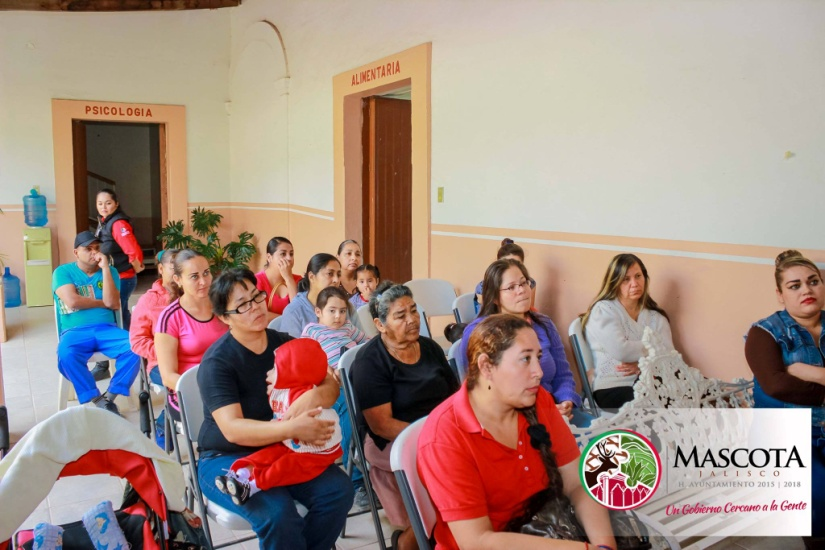 PSICOLOGIA
ALIMENTARIA
MASCOTA
JALISCO
H. AYUNTAMIENTO 2015 | 2018
Un Gobierno Cercano a la Gente